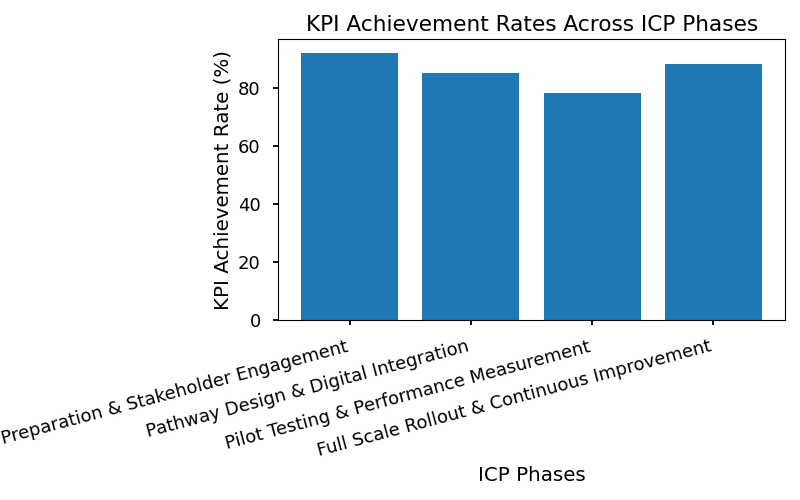 KPI Achievement Rates Across ICP Phases
KPI Achievement Rate (%)
80
60
40
20
0
Preparation & Stakeholder Engagement
Pathway Design & Digital Integration
Pilot Testing & Performance Measurement
Full Scale Rollout & Continuous Improvement
ICP Phases